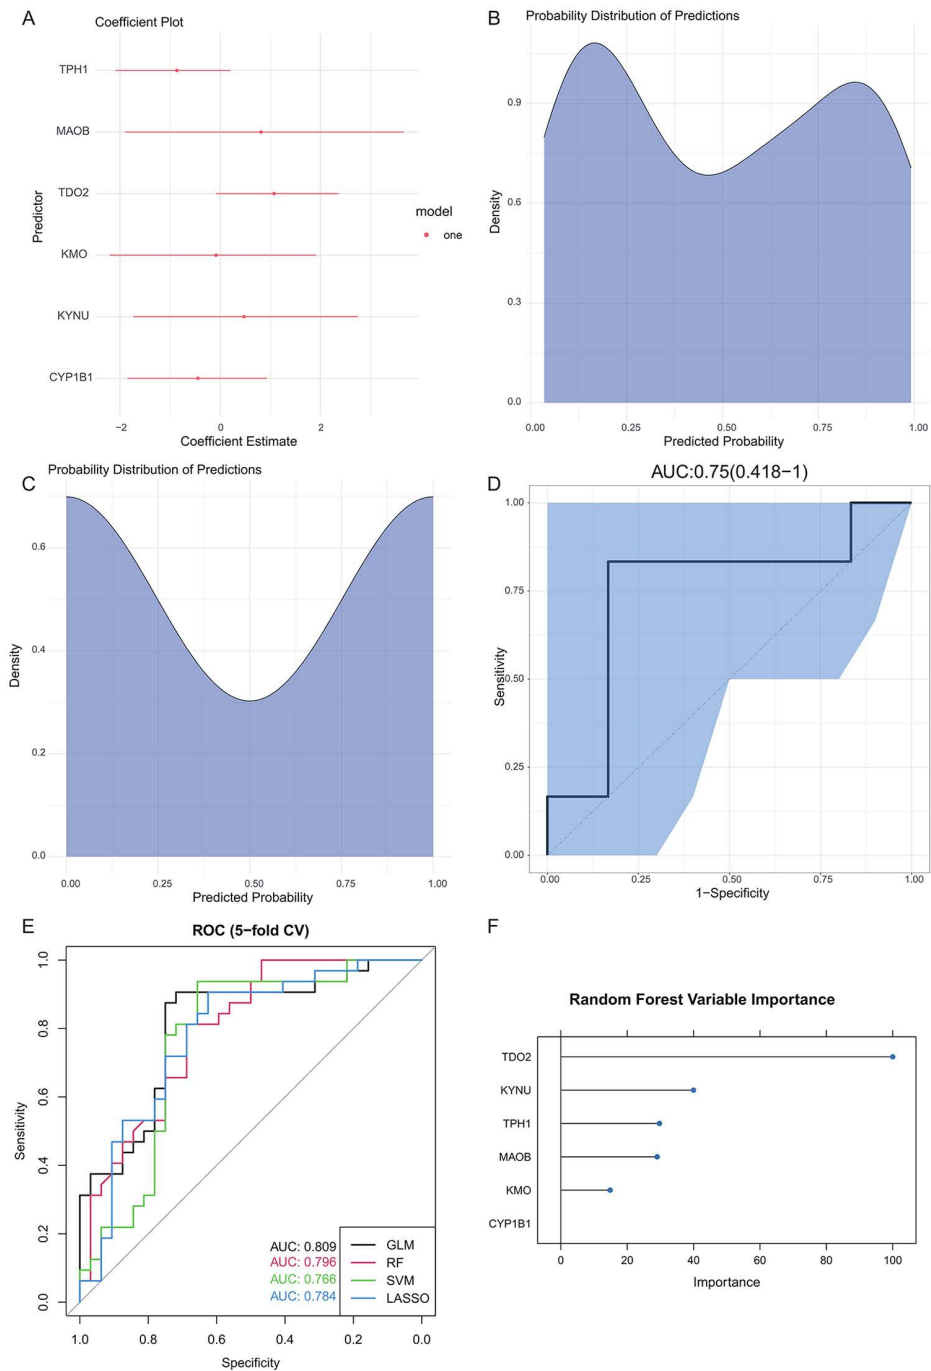 A
Coefficient Plot
TPH1
MAOB
TDO2
KMO
KYNU
CYP1B1
Predictor
−2
0
2
Coefficient Estimate
model
one
B
Probability Distribution of Predictions
0.9
0.6
0.3
0.0
Density
0.00
0.25
0.50
0.75
1.00
Predicted Probability
C
Probability Distribution of Predictions
0.6
0.4
0.2
0.0
Density
0.00
0.25
0.50
0.75
1.00
Predicted Probability
D
AUC:0.75(0.418−1)
1.00
0.75
0.50
0.25
0.00
Sensitivity
0.00
0.25
0.50
0.75
1.00
1−Specificity
E
ROC (5−fold CV)
1.0
0.8
0.6
0.4
0.2
0.0
Sensitivity
AUC: 0.809
AUC: 0.796
AUC: 0.766
AUC: 0.784
GLM
RF
SVM
LASSO
1.0
0.8
0.6
0.4
0.2
0.0
Specificity
F
Random Forest Variable Importance
TDO2
KYNU
TPH1
MAOB
KMO
CYP1B1
0
20
40
60
80
100
Importance